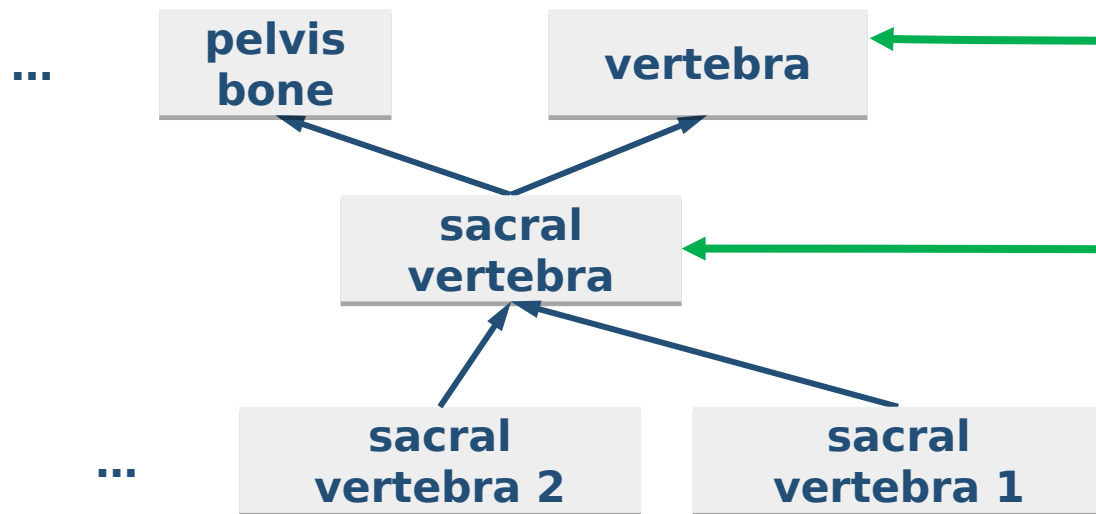 ...
pelvis
bone
vertebra
sacral
vertebra
...
sacral
vertebra 2
sacral
vertebra 1